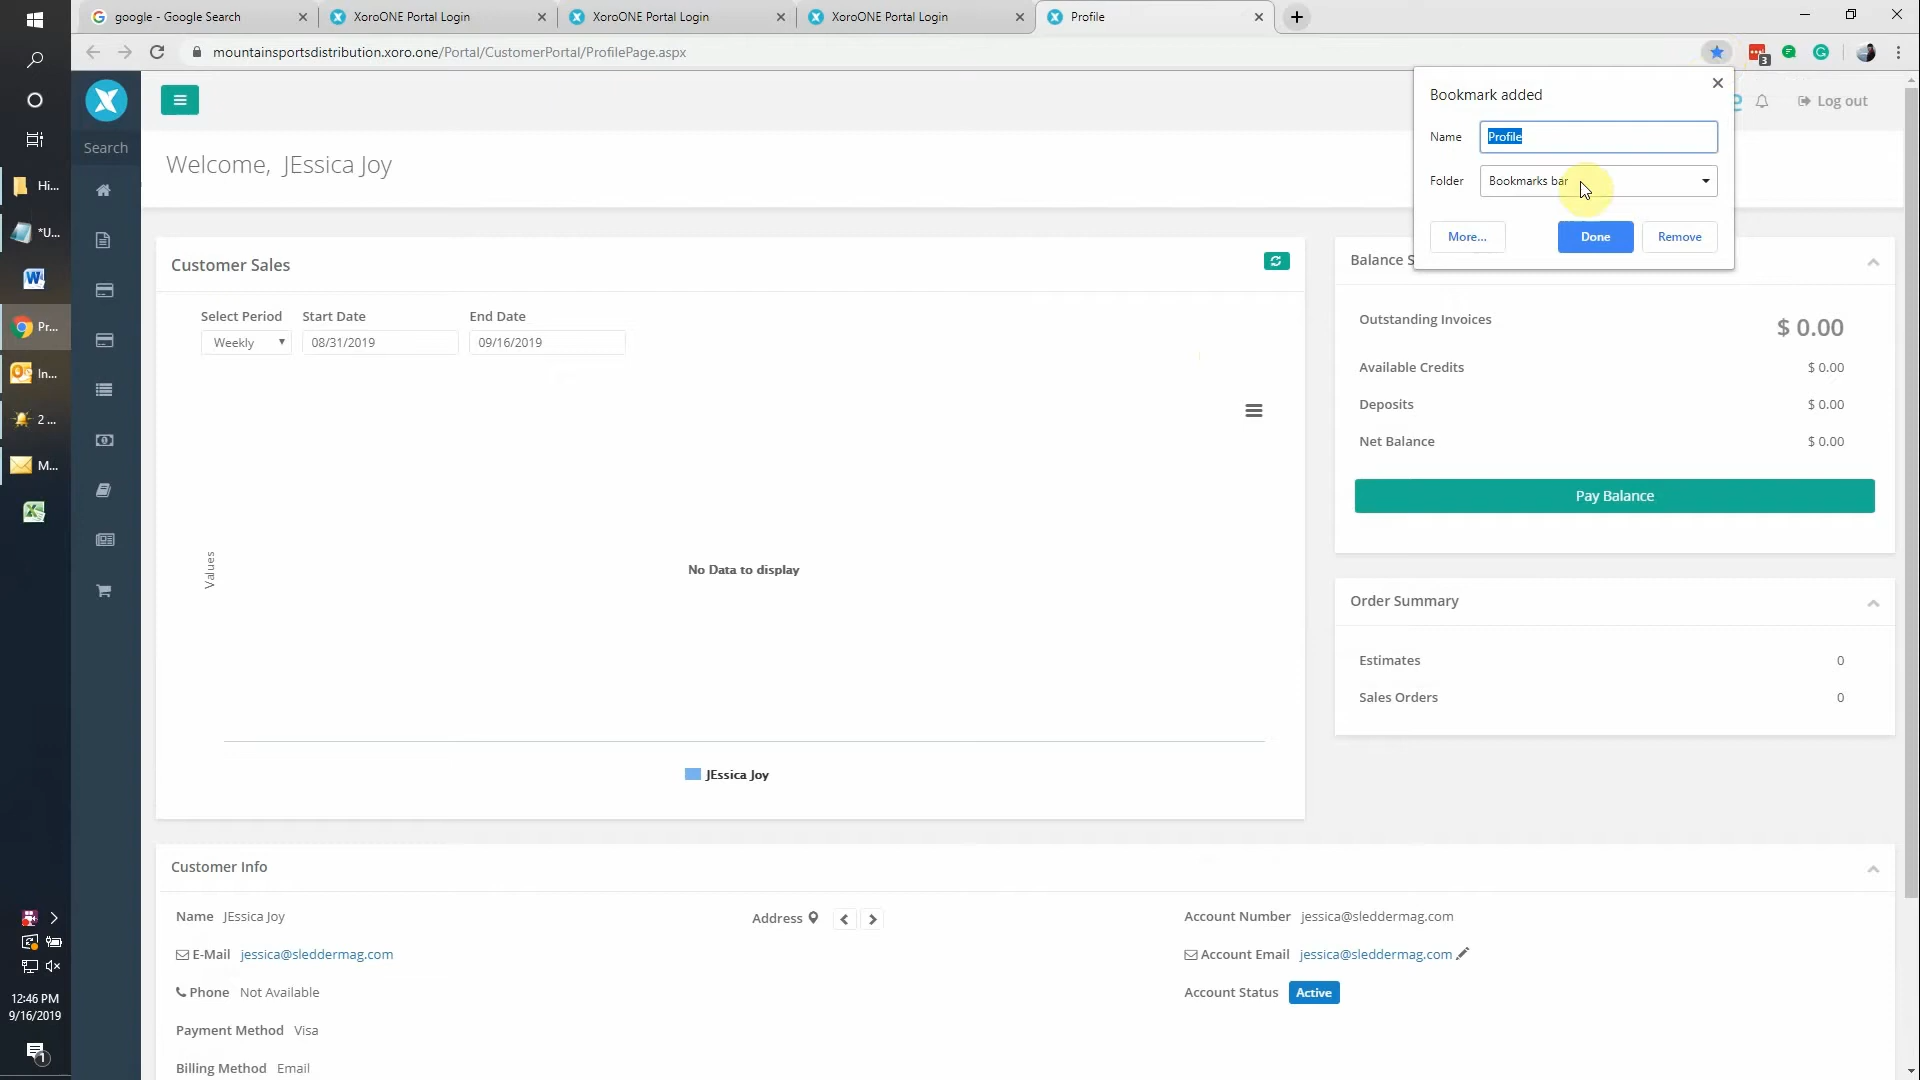 google - Google Search
XoroONE Portal Login
XoroONE Portal Login
XoroONE Portal Login
Profile
mountainsportsdistribution.xoro.one/Portal/CustomerPortal/ProfilePage.aspx
3
Bookmark added
Name
Profile
Folder
Bookmarks bar
More...
Done
Remove
Log out
Search
Welcome, JEssica Joy
Hi...
*U...
Pr...
In...
2 ...
M...
12:46 PM
9/16/2019
1
Customer Sales
Select Period
Start Date
End Date
Weekly
08/31/2019
09/16/2019
Values
No Data to display
JEssica Joy
Balance S
Outstanding Invoices
$ 0.00
Available Credits
$ 0.00
Deposits
$ 0.00
Net Balance
$ 0.00
Pay Balance
Order Summary
Estimates
0
Sales Orders
0
Customer Info
Name JEssica Joy
Address
Account Number jessica@sleddermag.com
E-Mail jessica@sleddermag.com
Account Email jessica@sleddermag.com
Phone Not Available
Account Status Active
Payment Method Visa
Billing Method Email